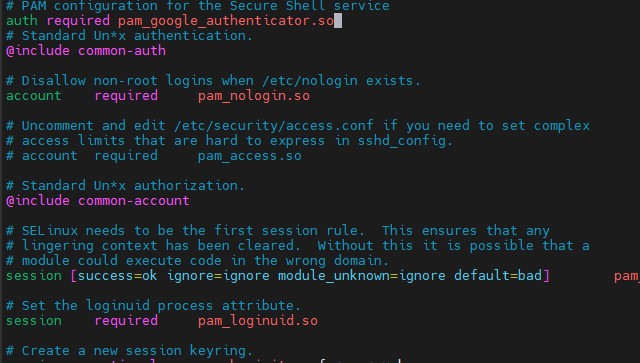 # PAM configuration for the Secure Shell service
auth required pam_google_authenticator.so
# Standard Un*x authentication.
@include common-auth
# Disallow non-root logins when /etc/nologin exists.
account    required     pam_nologin.so
# Uncomment and edit /etc/security/access.conf if you need to set complex
# access limits that are hard to express in sshd_config.
# account  required     pam_access.so
# Standard Un*x authorization.
@include common-account
# SELinux needs to be the first session rule.  This ensures that any
# lingering context has been cleared.  Without this it is possible that a
# module could execute code in the wrong domain.
session [success=ok ignore=ignore module_unknown=ignore default=bad]        pam_
# Set the loginuid process attribute.
session    required     pam_loginuid.so
# Create a new session keyring.